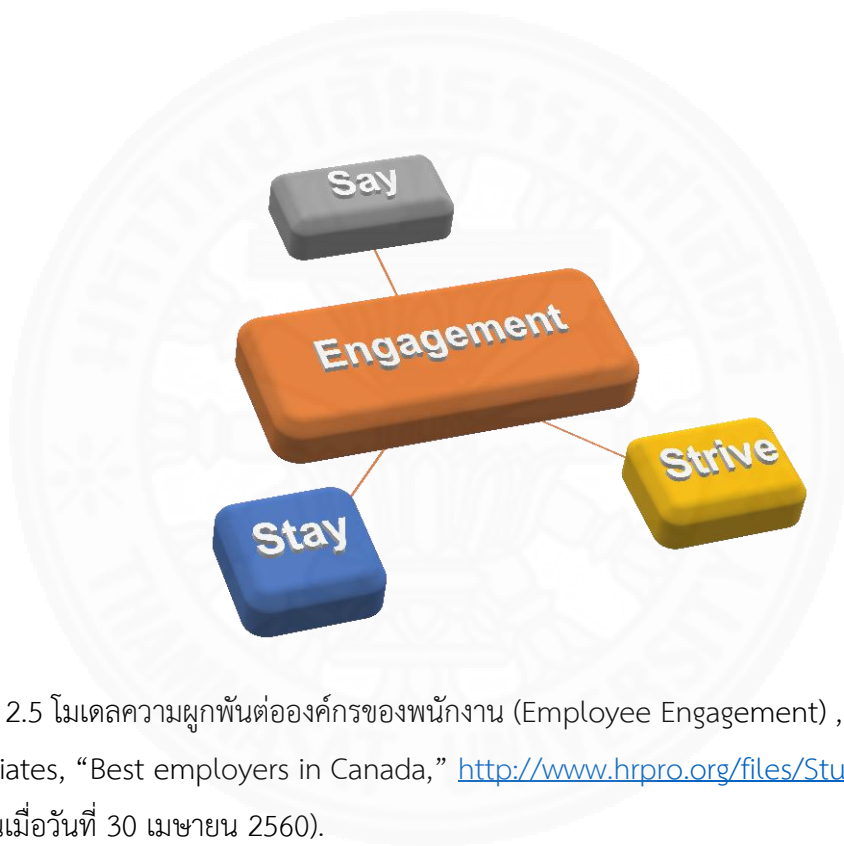 Say
Engagement
Strive
Stay
2.5 โมเดลความผูกพันต่อองค์กรของพนักงาน (Employee Engagement) ,
iates, “Best employers in Canada,” http://www.hrpro.org/files/Stu
นเมื่อวันที่ 30 เมษายน 2560).